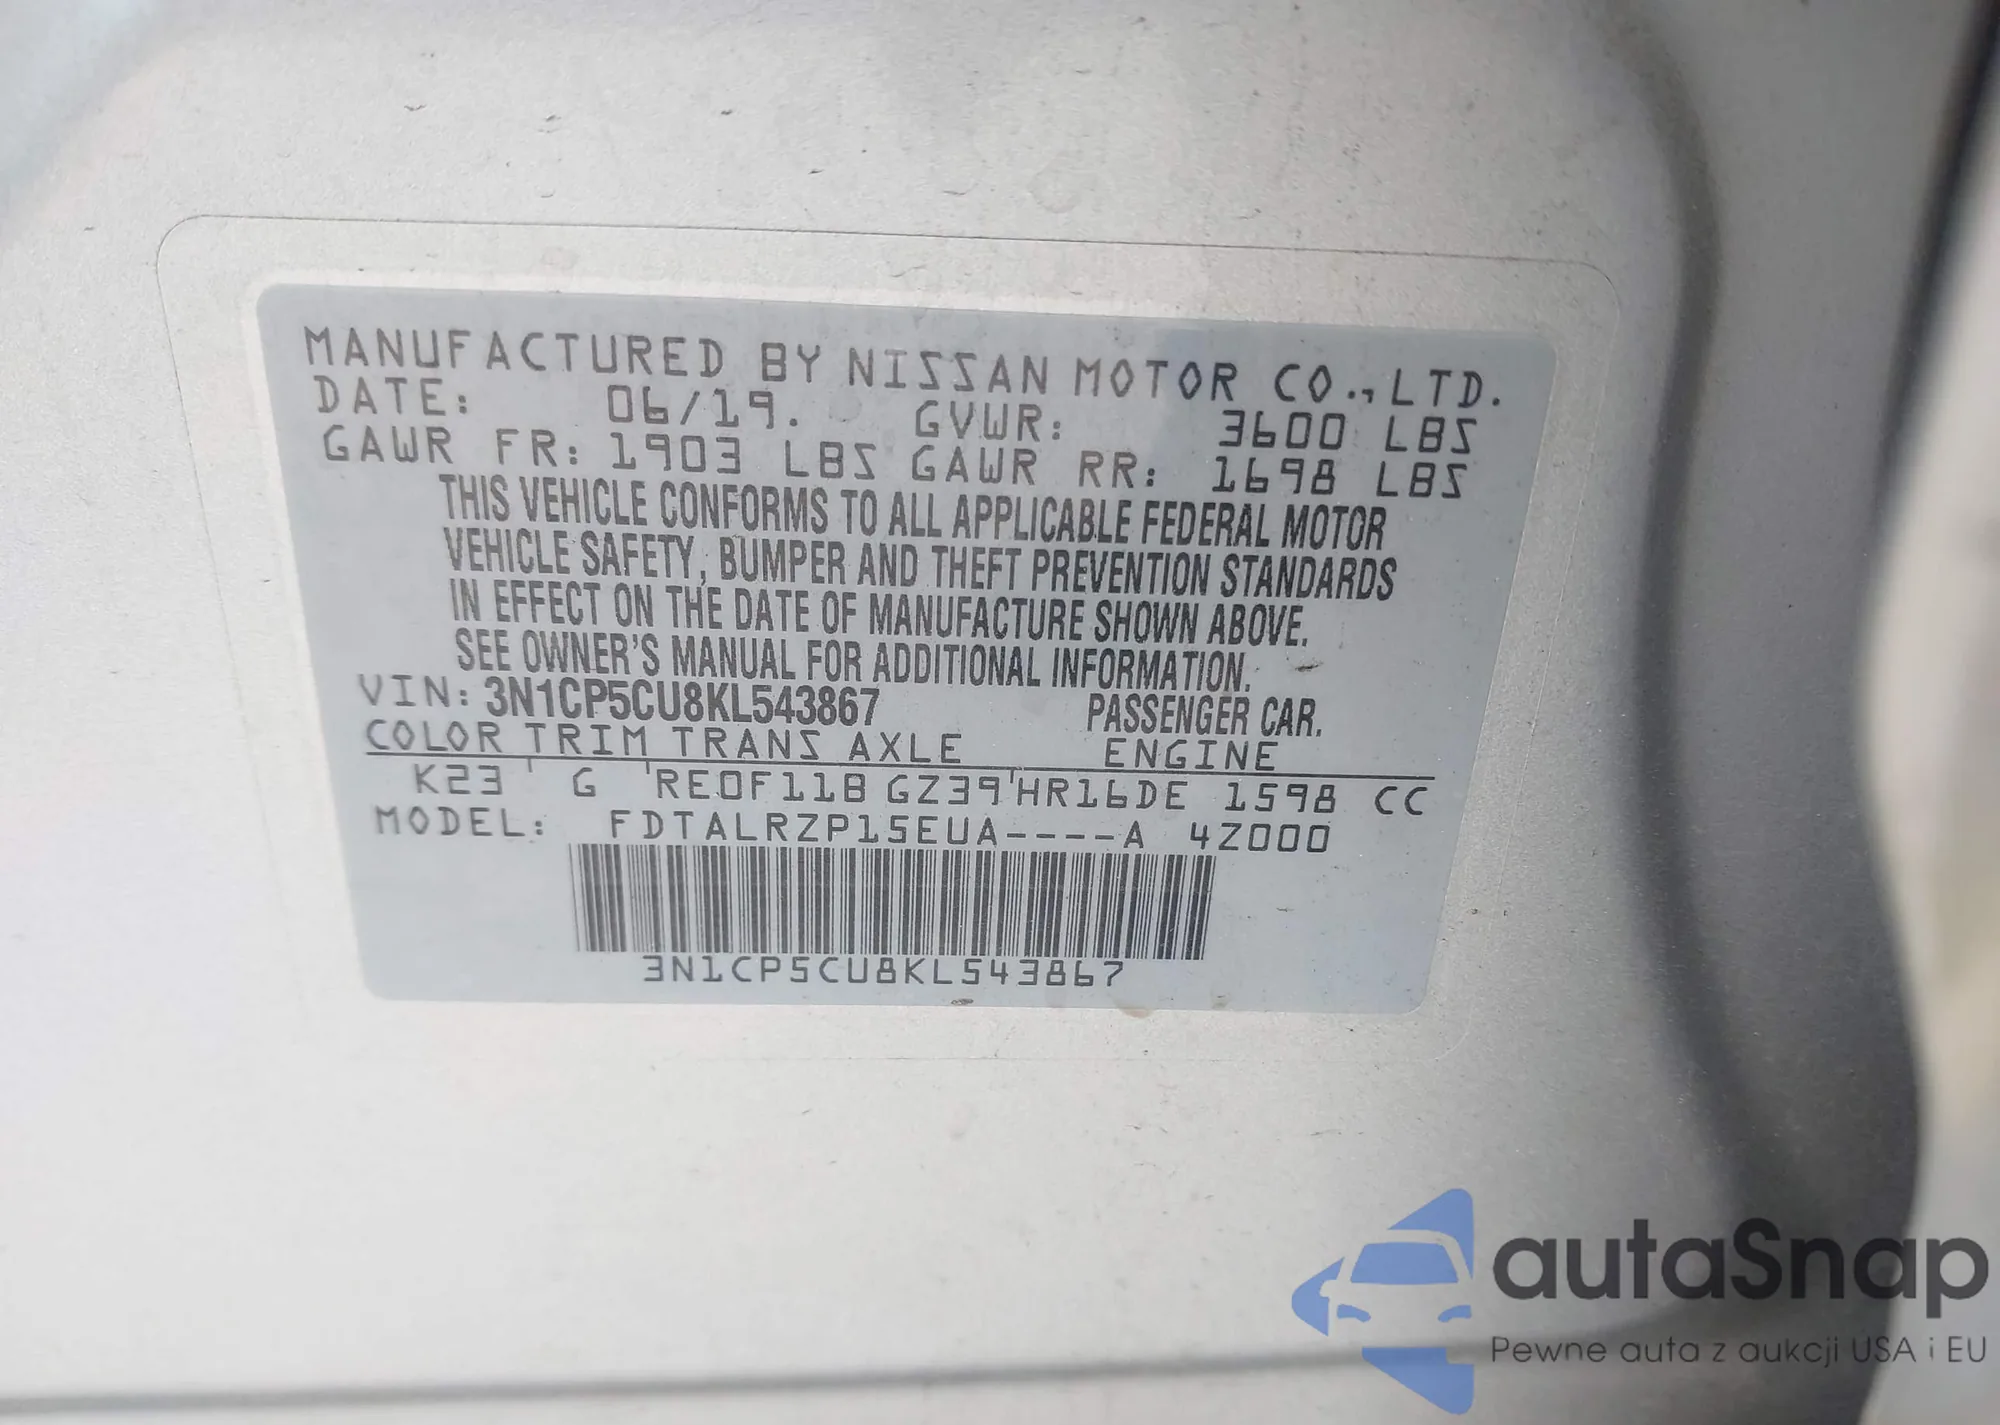 MANUFACTURED BY NISSAN MOTOR CO., LTD.
DATE: 06/19. GVWR: 3600 LBS
GAWR FR: 1903 LBS GAWR RR: 1698 LBS
THIS VEHICLE CONFORMS TO ALL APPLICABLE FEDERAL MOTOR
VEHICLE SAFETY, BUMPER AND THEFT PREVENTION STANDARDS
IN EFFECT ON THE DATE OF MANUFACTURE SHOWN ABOVE.
SEE OWNER'S MANUAL FOR ADDITIONAL INFORMATION.
VIN: 3N1CP5CU8KL543867 PASSENGER CAR.
COLOR TRIM TRANS AXLE ENGINE
K23 ' G 'RE0F11B GZ39'HR16DE 1598 CC
MODEL: FDTALRZP15EUA----A 4Z000
3N1CP5CU8KL543867
autaSnap
Pewne auta z aukcji USA i EU